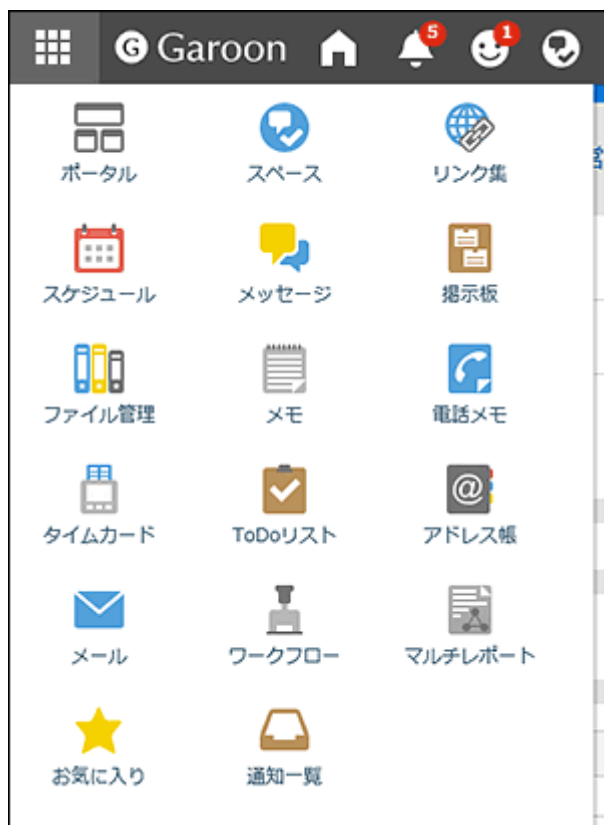 G Garoon 5 1
ポータル スペース リンク集
スケジュール メッセージ 掲示板
ファイル管理 メモ 電話メモ
タイムカード ToDoリスト アドレス帳
メール ワークフロー マルチレポート
お気に入り 通知一覧